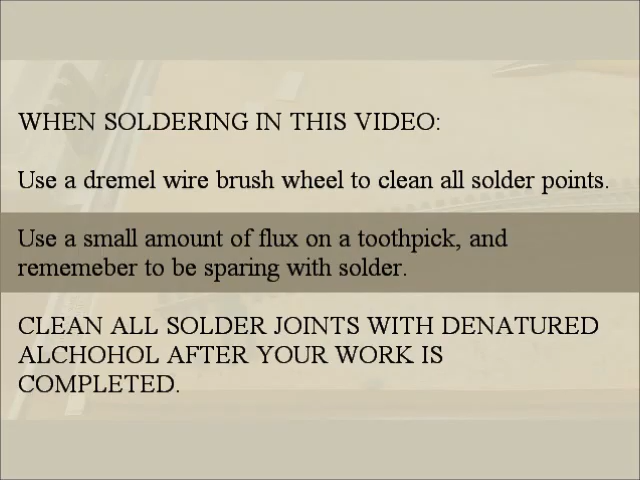 WHEN SOLDERING IN THIS VIDEO:
Use a dremel wire brush wheel to clean all solder points.
Use a small amount of flux on a toothpick, and
rememeber to be sparing with solder.
CLEAN ALL SOLDER JOINTS WITH DENATURED
ALCHOHOL AFTER YOUR WORK IS
COMPLETED.